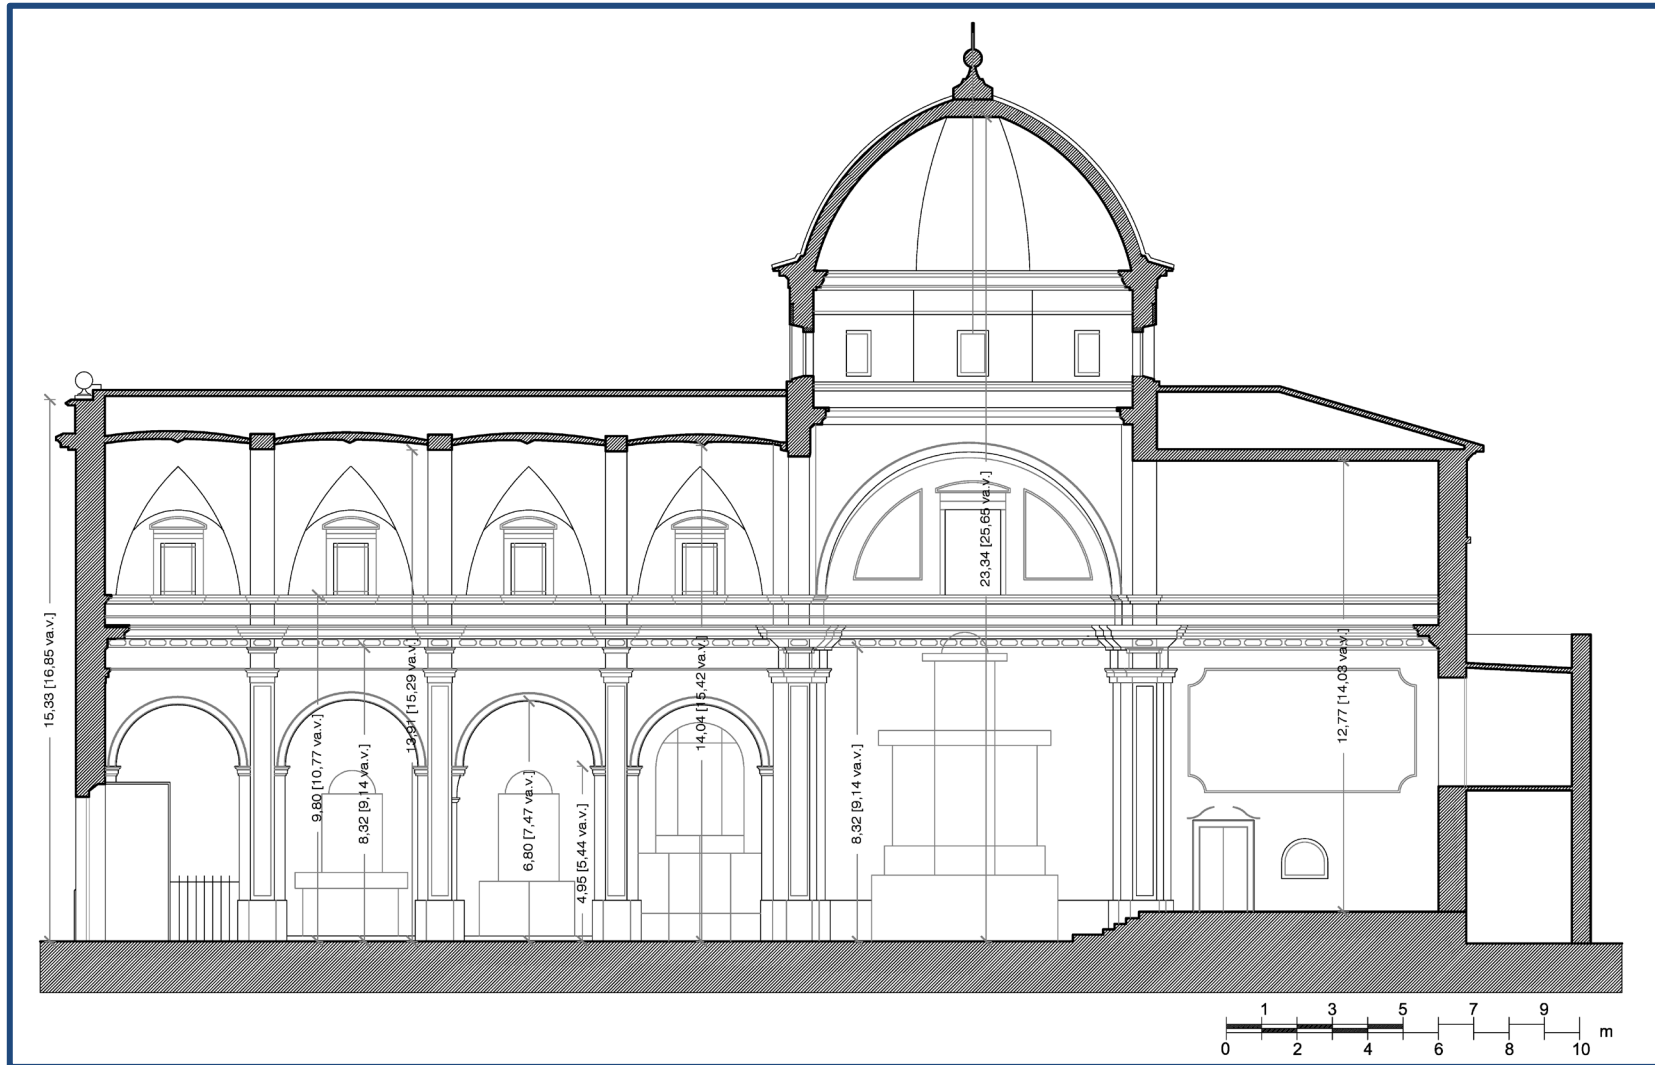 15,33 [16,85 va.v.]
9,80 [10,77 va.v.]
8,32 [9,14 va.v.]
13,91 [15,29 va.v.]
6,80 [7,47 va.v.]
4,95 [5,44 va.v.]
14,04 [15,42 va.v.]
8,32 [9,14 va.v.]
23,34 [25,65 va.v.]
12,77 [14,03 va.v.]
1 3 5 7 9
0 2 4 6 8 10 m